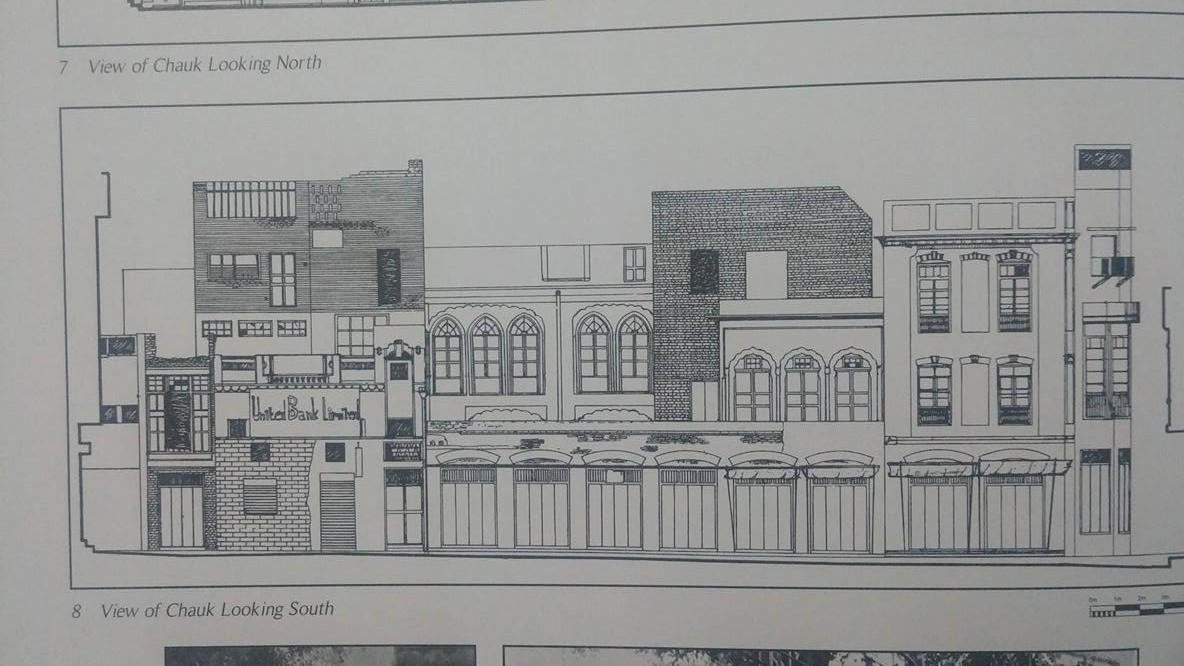 7 View of Chauk Looking North
United Bank Limited
8 View of Chauk Looking South
0m 1m 2m 3m